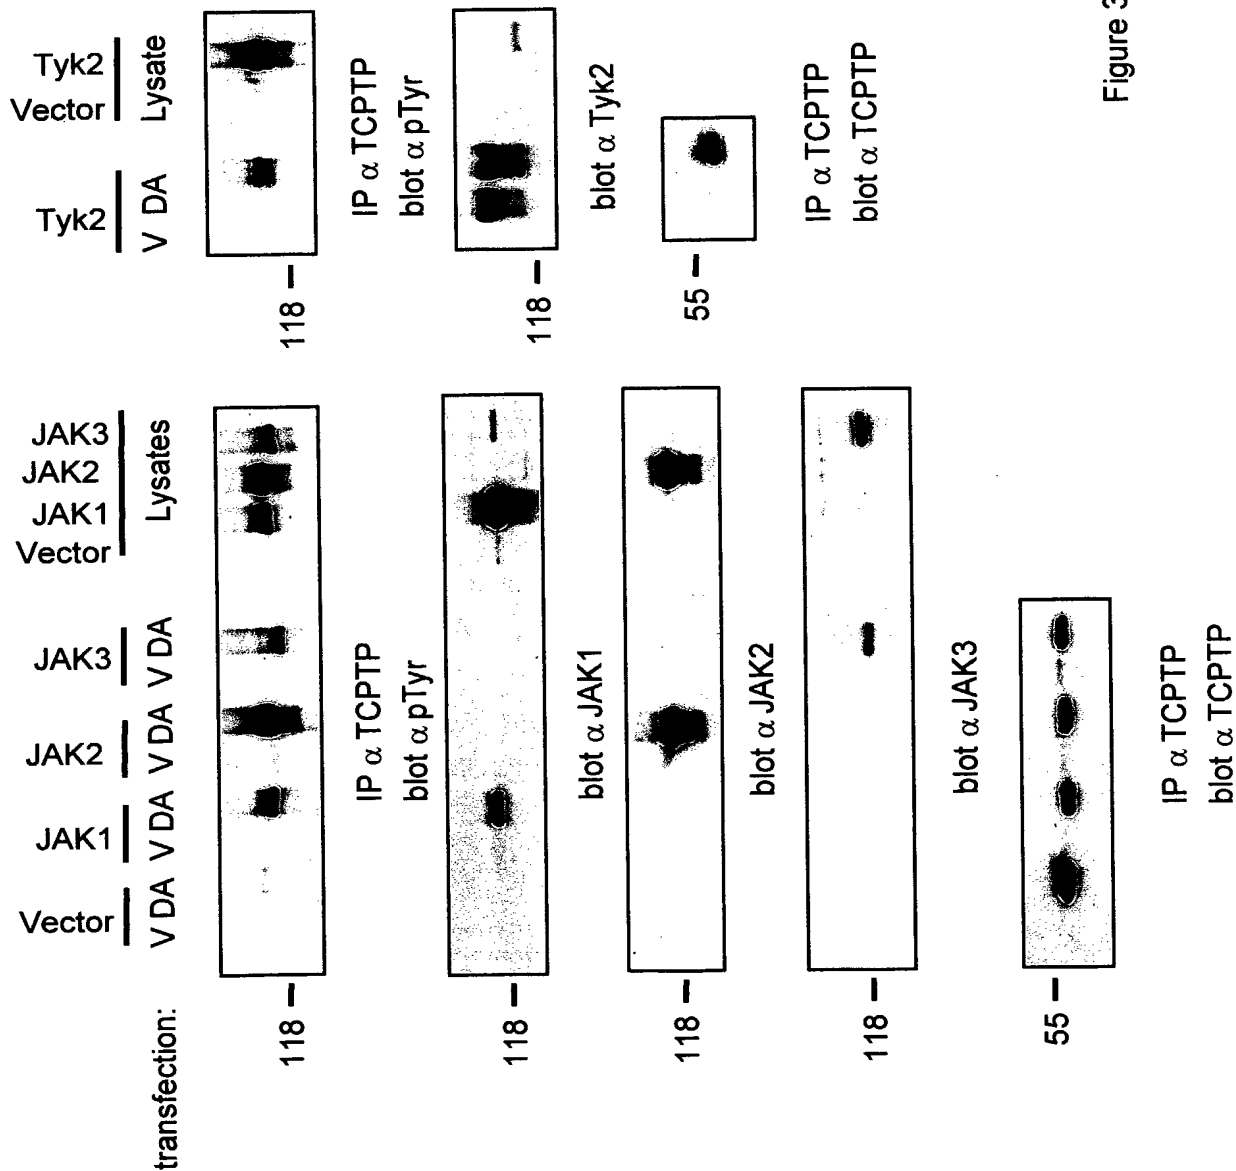 transcription:
Vector
JAK1
JAK2
JAK3
Vector JAK1 JAK2 JAK3
V DA V DA V DA V DA
Lysates
118
IP α TCPTP
blot α pTyr
118
blot α JAK1
118
blot α JAK2
118
blot α JAK3
55
IP α TCPTP
blot α TCPTP
transfection:
Tyk2
Vector Tyk2
V DA
Lysate
118
IP α TCPTP
blot α pTyr
118
blot α Tyk2
55
IP α TCPTP
blot α TCPTP
Figure 3